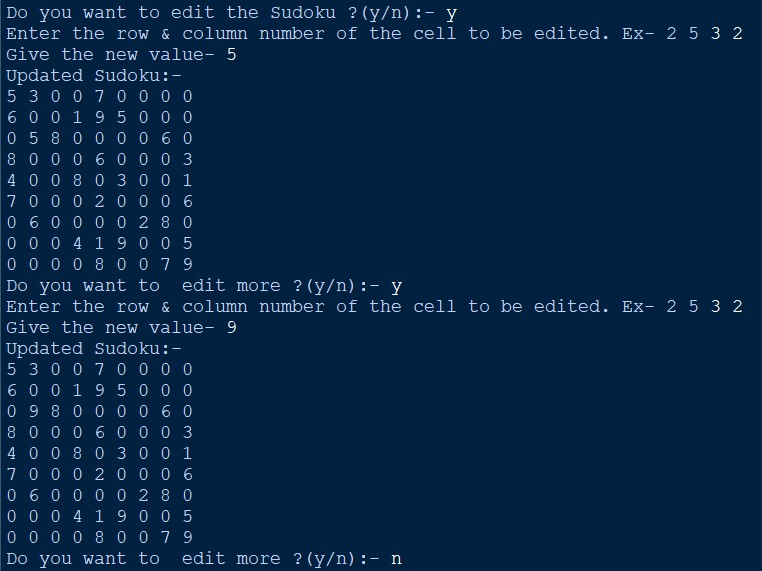 Do you want to edit the Sudoku ?(y/n):- y
Enter the row & column number of the cell to be edited. Ex- 2 5 3 2
Give the new value- 5
Updated Sudoku:-
5 3 0 0 7 0 0 0 0
6 0 0 1 9 5 0 0 0
0 5 8 0 0 0 0 6 0
8 0 0 0 6 0 0 0 3
4 0 0 8 0 3 0 0 1
7 0 0 0 2 0 0 0 6
0 6 0 0 0 0 2 8 0
0 0 0 4 1 9 0 0 5
0 0 0 0 8 0 0 7 9
Do you want to  edit more ?(y/n):- y
Enter the row & column number of the cell to be edited. Ex- 2 5 3 2
Give the new value- 9
Updated Sudoku:-
5 3 0 0 7 0 0 0 0
6 0 0 1 9 5 0 0 0
0 9 8 0 0 0 0 6 0
8 0 0 0 6 0 0 0 3
4 0 0 8 0 3 0 0 1
7 0 0 0 2 0 0 0 6
0 6 0 0 0 0 2 8 0
0 0 0 4 1 9 0 0 5
0 0 0 0 8 0 0 7 9
Do you want to  edit more ?(y/n):- n